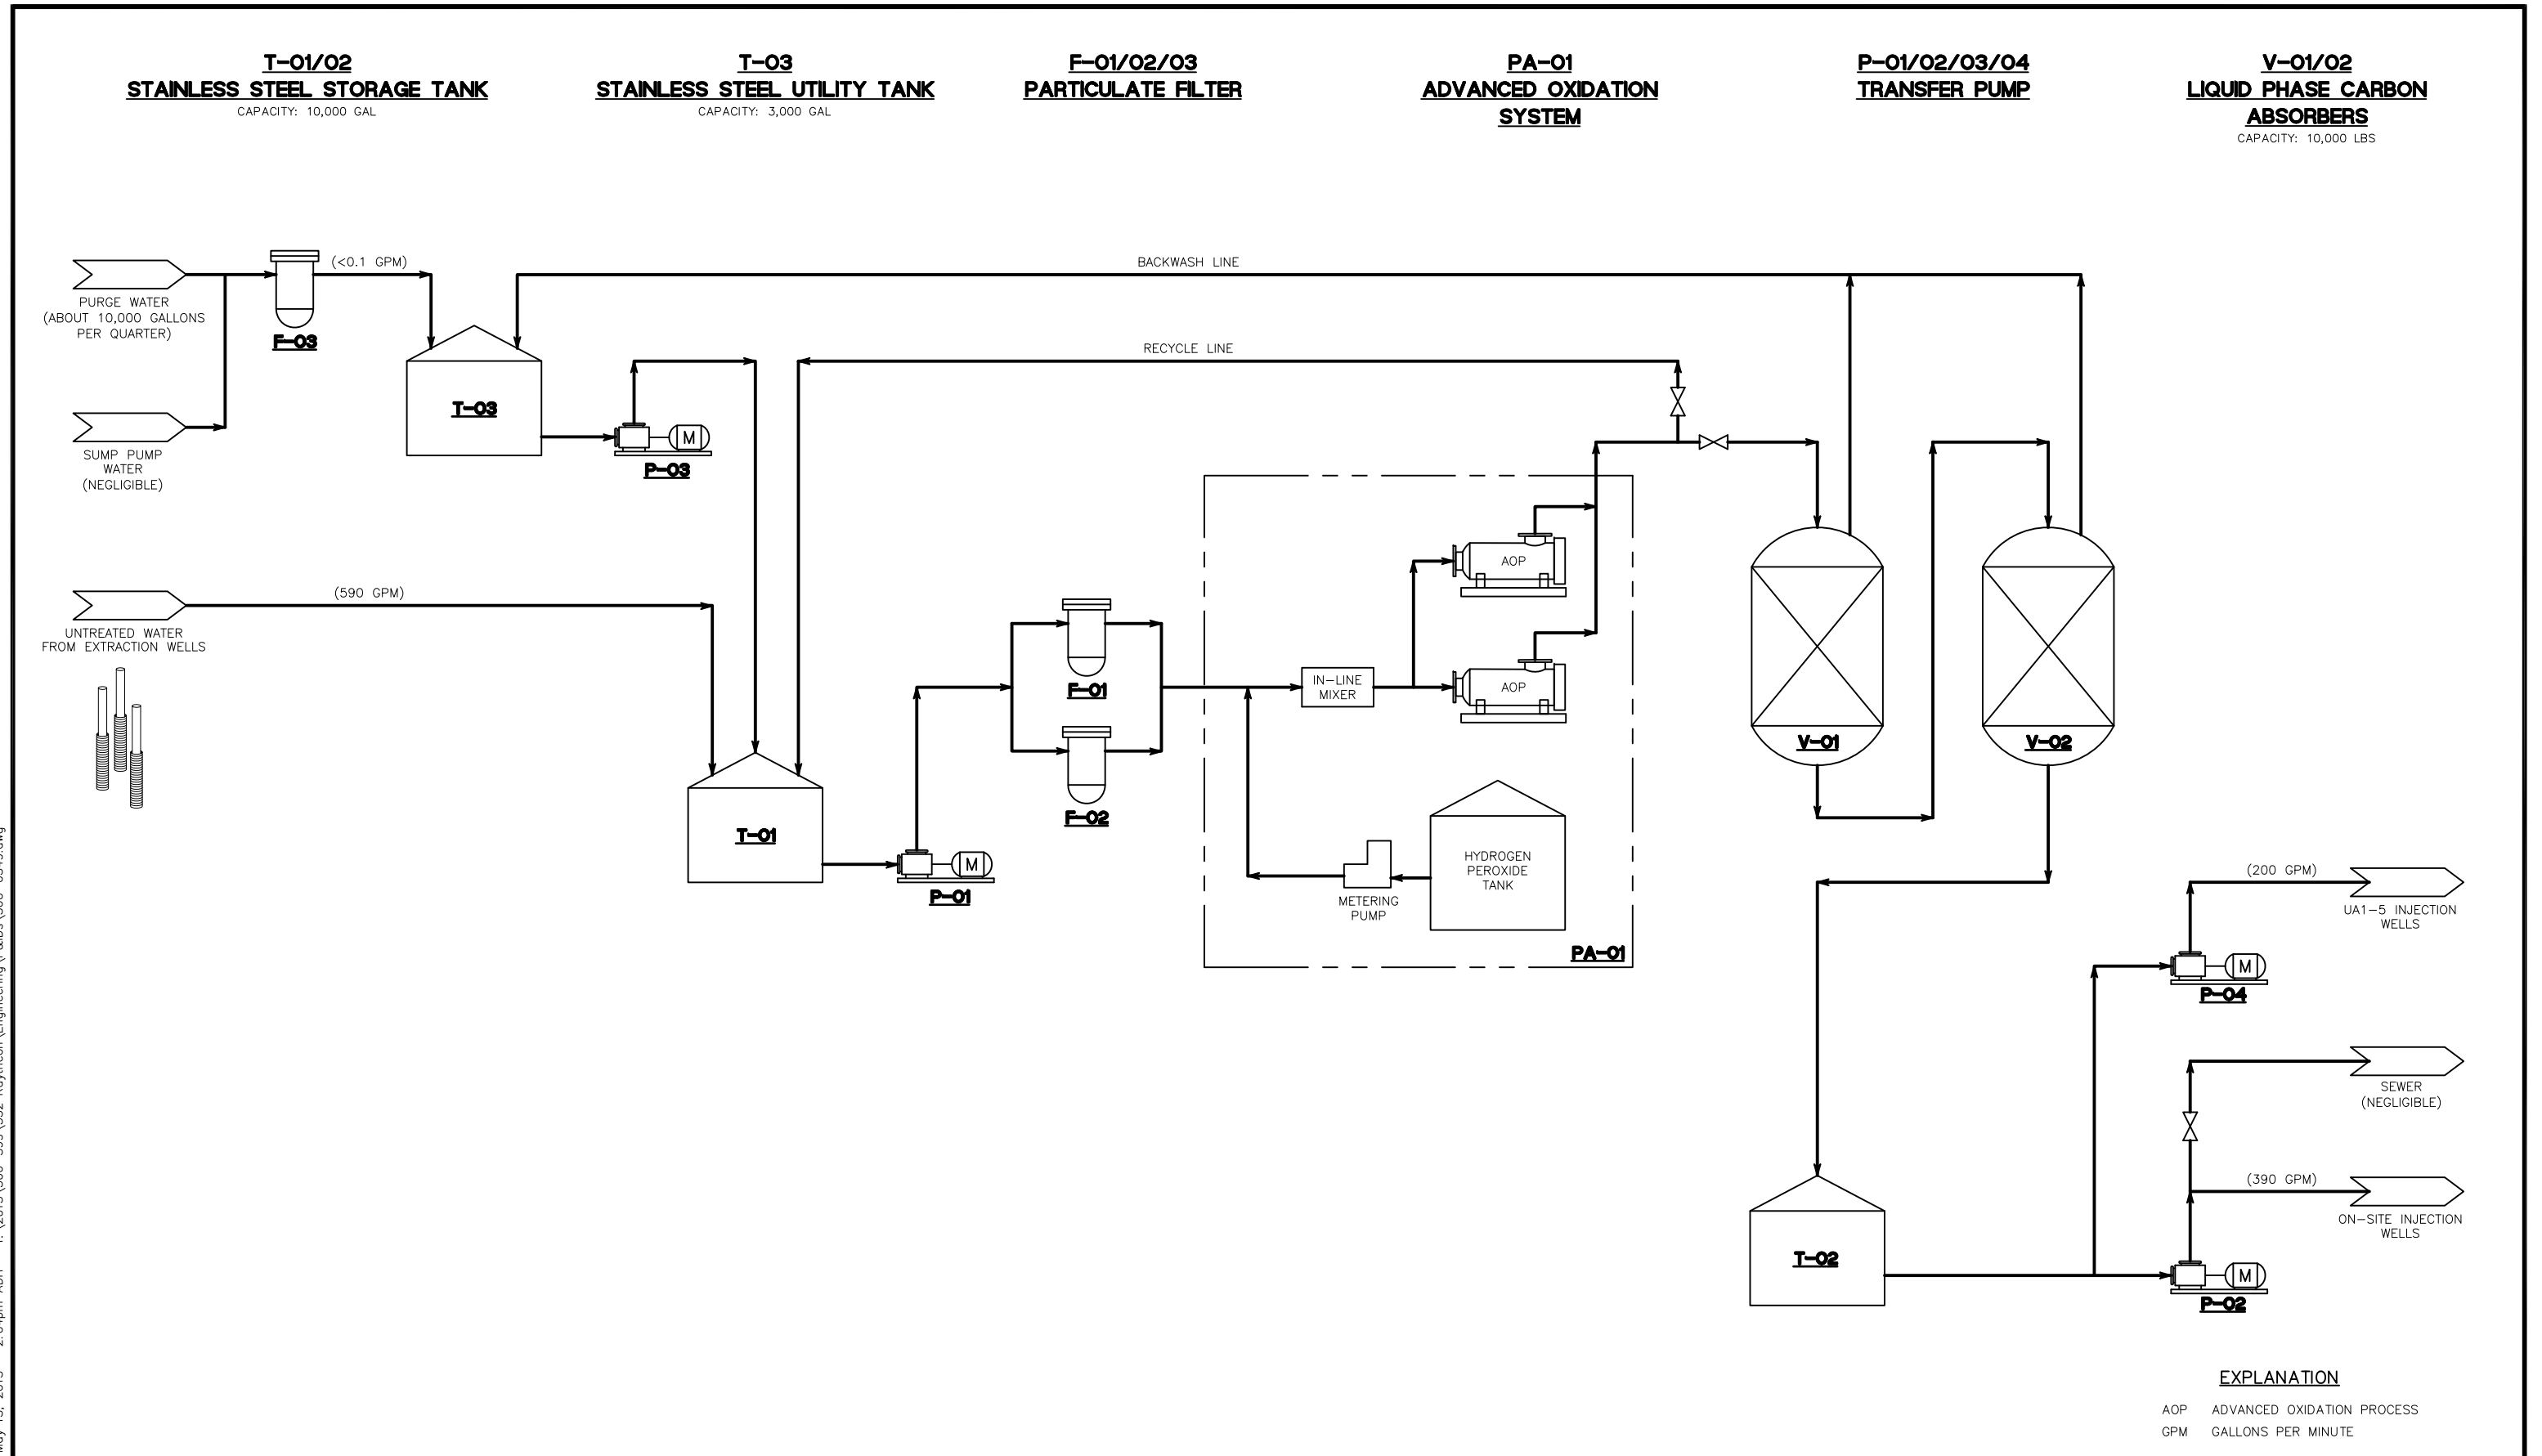 T-01/02
STAINLESS STEEL STORAGE TANK
CAPACITY: 10,000 GAL
T-03
STAINLESS STEEL UTILITY TANK
CAPACITY: 3,000 GAL
F-01/02/03
PARTICULATE FILTER
PA-01
ADVANCED OXIDATION
SYSTEM
P-01/02/03/04
TRANSFER PUMP
V-01/02
LIQUID PHASE CARBON
ABSORBERS
CAPACITY: 10,000 LBS
PURGE WATER
(ABOUT 10,000 GALLONS
PER QUARTER)
F-03
(<0.1 GPM)
BACKWASH LINE
RECYCLE LINE
T-03
M
P-03
SUMP PUMP
WATER
(NEGLIGIBLE)
(590 GPM)
UNTREATED WATER
FROM EXTRACTION WELLS
T-01
M
P-01
F-01
F-02
IN-LINE
MIXER
AOP
AOP
HYDROGEN
PEROXIDE
TANK
METERING
PUMP
PA-01
V-01
V-02
(200 GPM)
UA1-5 INJECTION
WELLS
M
P-04
SEWER
(NEGLIGIBLE)
(390 GPM)
ON-SITE INJECTION
WELLS
T-02
M
P-02
EXPLANATION
AOP ADVANCED OXIDATION PROCESS
GPM GALLONS PER MINUTE